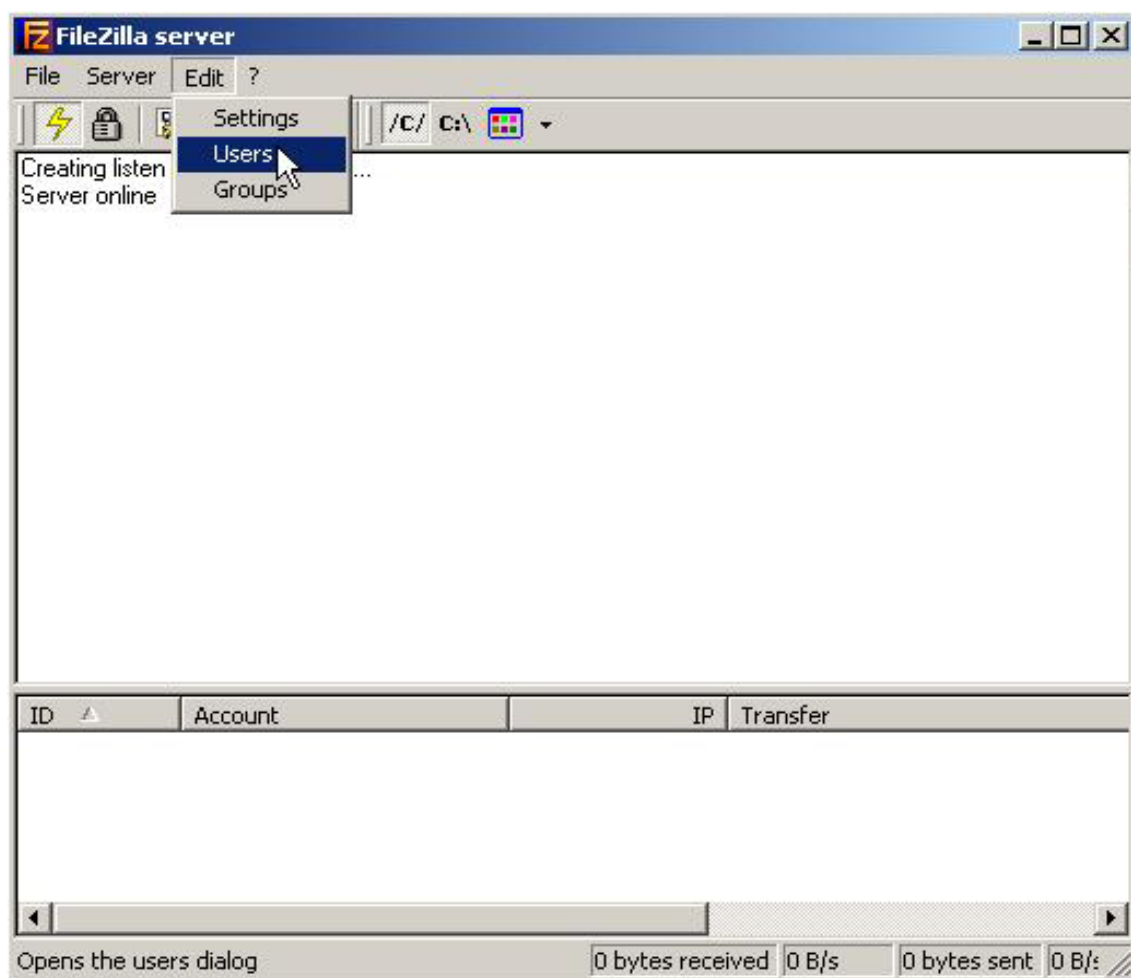 FileZilla server
File Server Edit ?
Settings
/C/ C:\
Users
Creating listen ...
Groups
Server online
ID Account IP Transfer
Opens the users dialog 0 bytes received 0 B/s 0 bytes sent 0 B/s